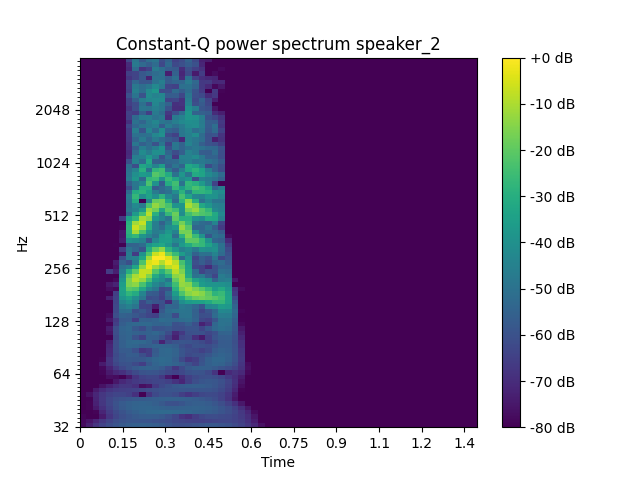 Constant-Q power spectrum speaker_2
Hz
2048
1024
512
256
128
64
32
0 0.15 0.3 0.45 0.6 0.75 0.9 1.1 1.2 1.4
Time
+0 dB
-10 dB
-20 dB
-30 dB
-40 dB
-50 dB
-60 dB
-70 dB
-80 dB